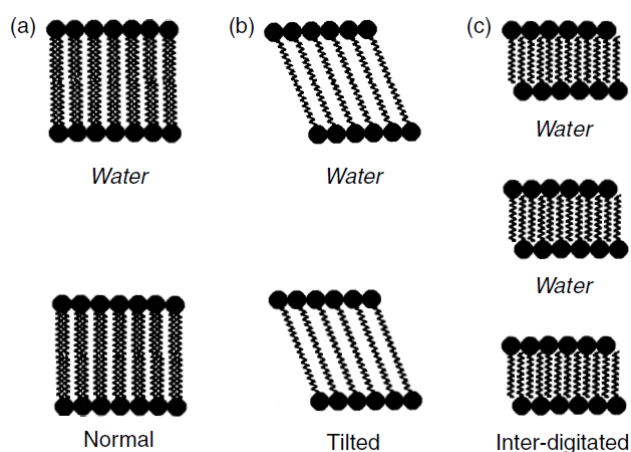 (a)
(b)
(c)
Water
Water
Water
Water
Normal
Tilted
Inter-digitated